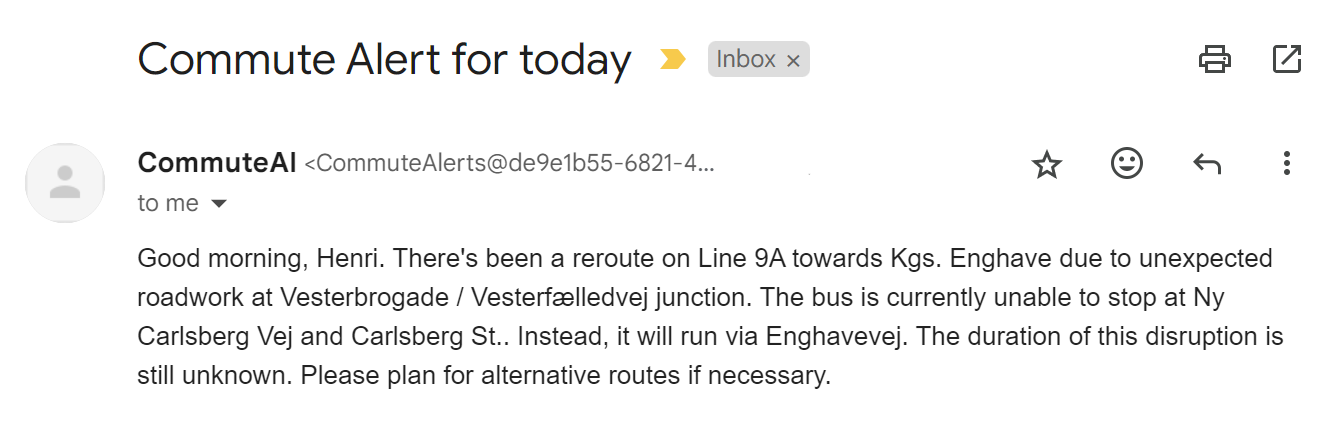 Commute Alert for today Inbox ×
CommuteAI <CommuteAlerts@de9e1b55-6821-4...
to me
Good morning, Henri. There's been a reroute on Line 9A towards Kgs. Enghave due to unexpected
roadwork at Vesterbrogade / Vesterfælledvej junction. The bus is currently unable to stop at Ny
Carlsberg Vej and Carlsberg St.. Instead, it will run via Enghavevej. The duration of this disruption is
still unknown. Please plan for alternative routes if necessary.